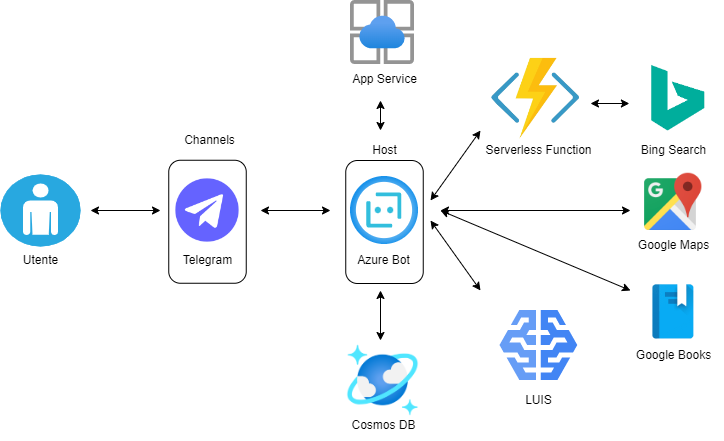 App Service
Channels
Host
Serverless Function
Bing Search
Utente
Telegram
Azure Bot
G
Google Maps
Google Books
LUIS
Cosmos DB